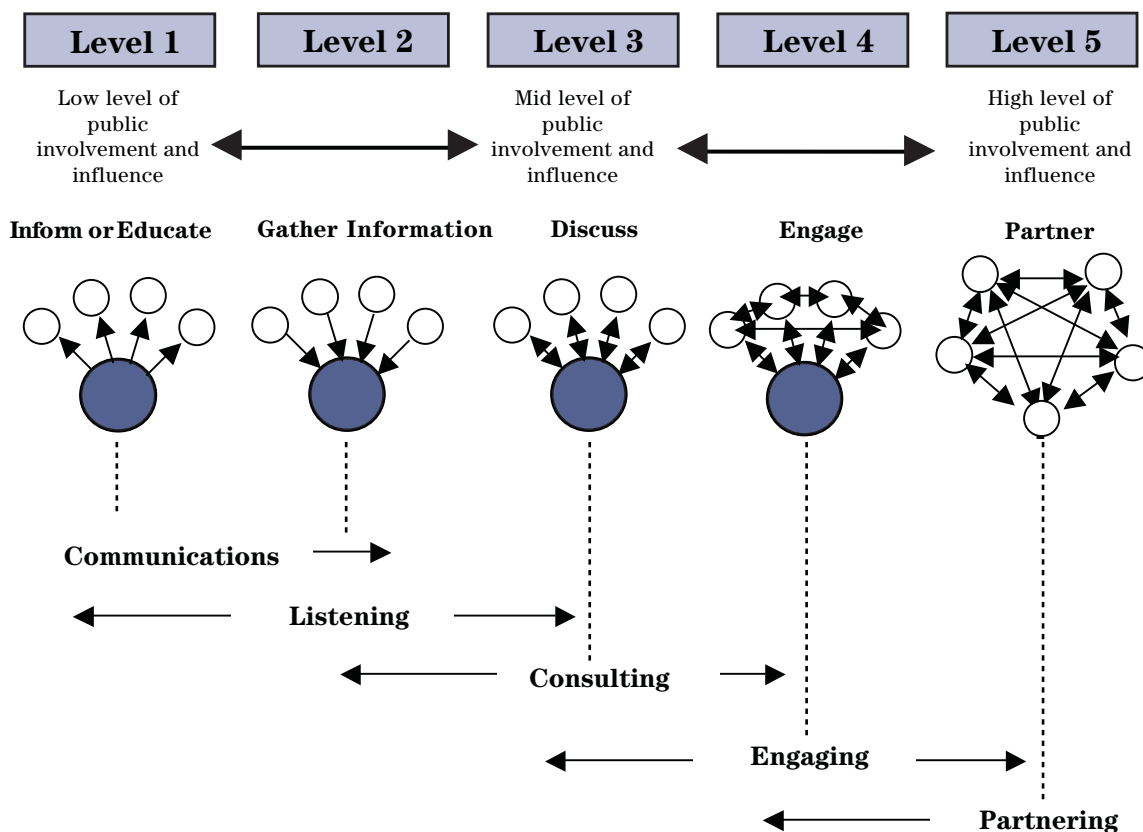 Level 1
Level 2
Level 3
Level 4
Level 5
Low level of
public
involvement and
influence
Mid level of
public
involvement and
influence
High level of
public
involvement and
influence
Inform or Educate
Gather Information
Discuss
Engage
Partner
Communications
Listening
Consulting
Engaging
Partnering